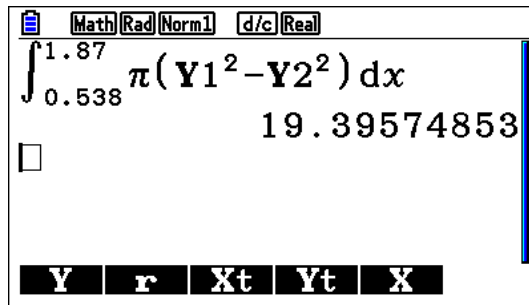 Math Rad Norm1 d/c Real
∫0.538^1.87 π(Y1²−Y2²)dx
19.39574853
Y r Xt Yt X